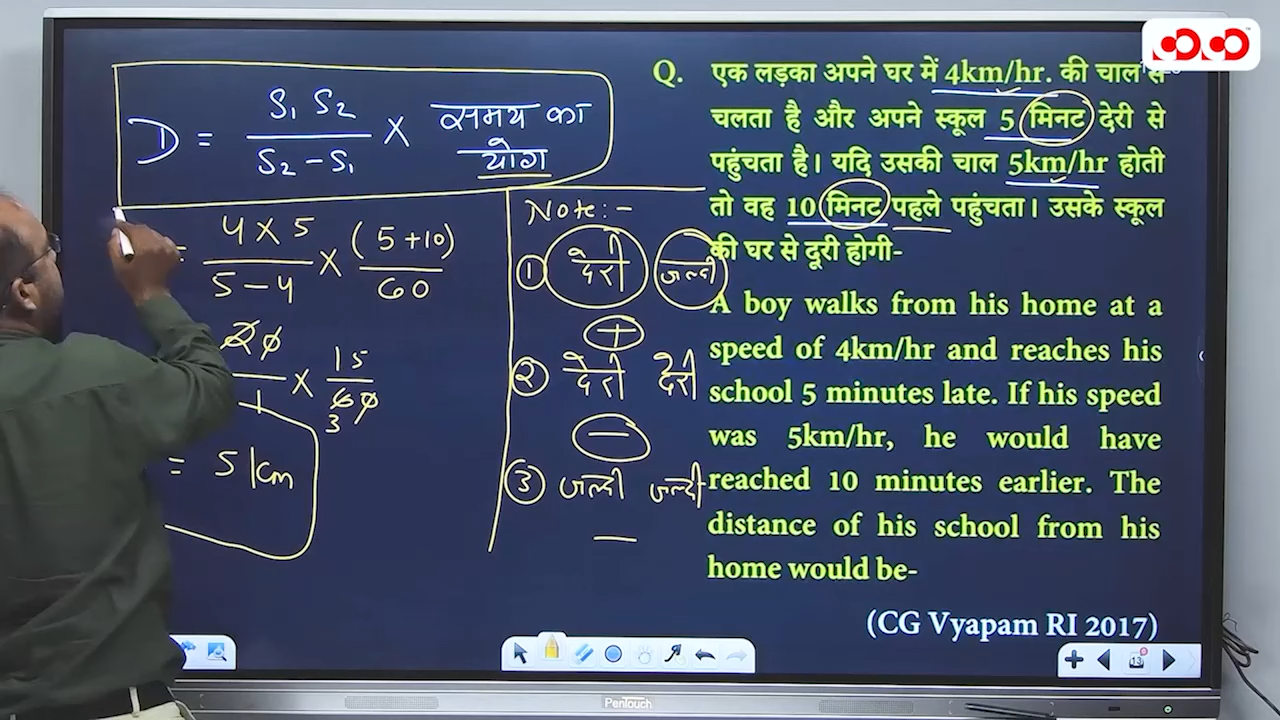 D = S₁ S₂ / S₂ – S₁ × समय का योग
= 4 × 5 / 5 – 4 × (5 + 10) / 60
20 / 1 × 15 / 60 3
= 5 km
Note:-
① देरी जल्दी
+
② देरी देरी
–
③ जल्दी जल्दी
–
Q. एक लड़का अपने घर में 4km/hr. की चाल से
चलता है और अपने स्कूल 5 मिनट देरी से
पहुंचता है। यदि उसकी चाल 5km/hr होती
तो वह 10 मिनट पहले पहुंचता। उसके स्कूल
की घर से दूरी होगी-
A boy walks from his home at a
speed of 4km/hr and reaches his
school 5 minutes late. If his speed
was 5km/hr, he would have
reached 10 minutes earlier. The
distance of his school from his
home would be-
(CG Vyapam RI 2017)
13
Pentouch